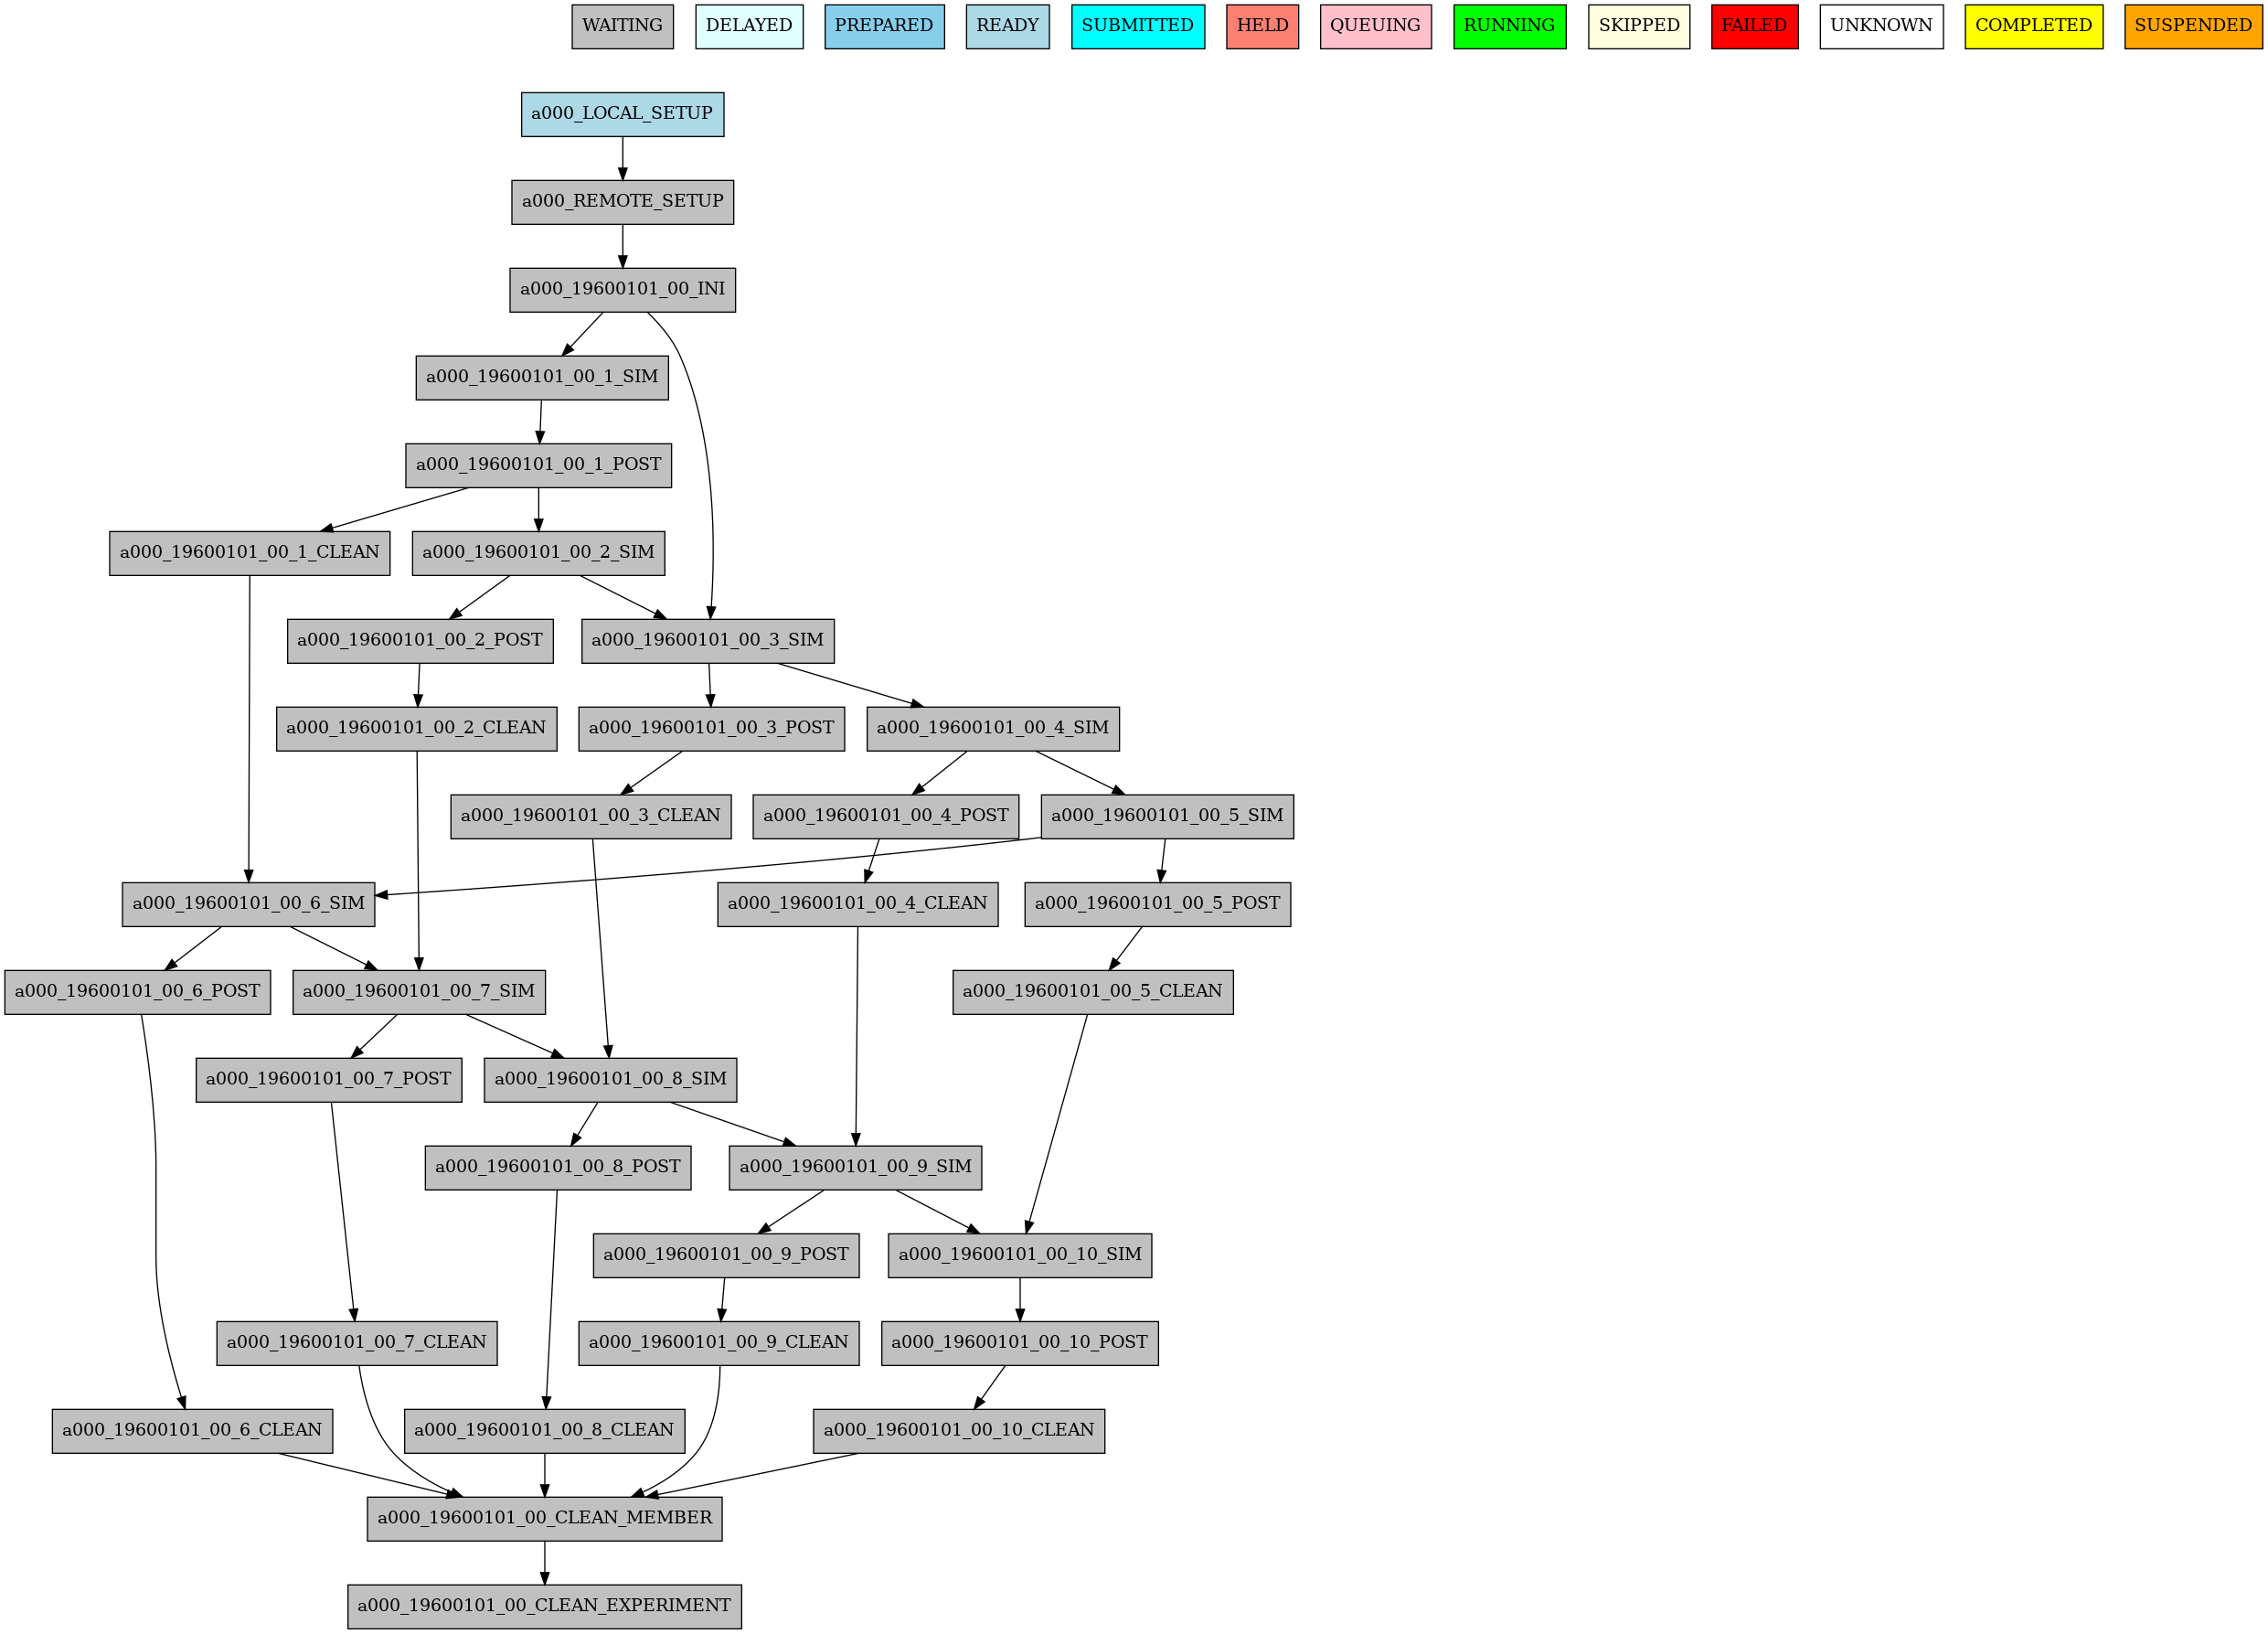 WAITING DELAYED PREPARED READY SUBMITTED HELD QUEUING RUNNING SKIPPED FAILED UNKNOWN COMPLETED SUSPENDED
a000_LOCAL_SETUP
a000_REMOTE_SETUP
a000_19600101_00_INI
a000_19600101_00_1_SIM
a000_19600101_00_1_POST
a000_19600101_00_1_CLEAN a000_19600101_00_2_SIM
a000_19600101_00_2_POST a000_19600101_00_3_SIM
a000_19600101_00_2_CLEAN a000_19600101_00_3_POST a000_19600101_00_4_SIM
a000_19600101_00_3_CLEAN a000_19600101_00_4_POST a000_19600101_00_5_SIM
a000_19600101_00_6_SIM a000_19600101_00_4_CLEAN a000_19600101_00_5_POST
a000_19600101_00_6_POST a000_19600101_00_7_SIM a000_19600101_00_5_CLEAN
a000_19600101_00_7_POST a000_19600101_00_8_SIM
a000_19600101_00_8_POST a000_19600101_00_9_SIM
a000_19600101_00_9_POST a000_19600101_00_10_SIM
a000_19600101_00_7_CLEAN a000_19600101_00_9_CLEAN a000_19600101_00_10_POST
a000_19600101_00_6_CLEAN a000_19600101_00_8_CLEAN a000_19600101_00_10_CLEAN
a000_19600101_00_CLEAN_MEMBER
a000_19600101_00_CLEAN_EXPERIMENT